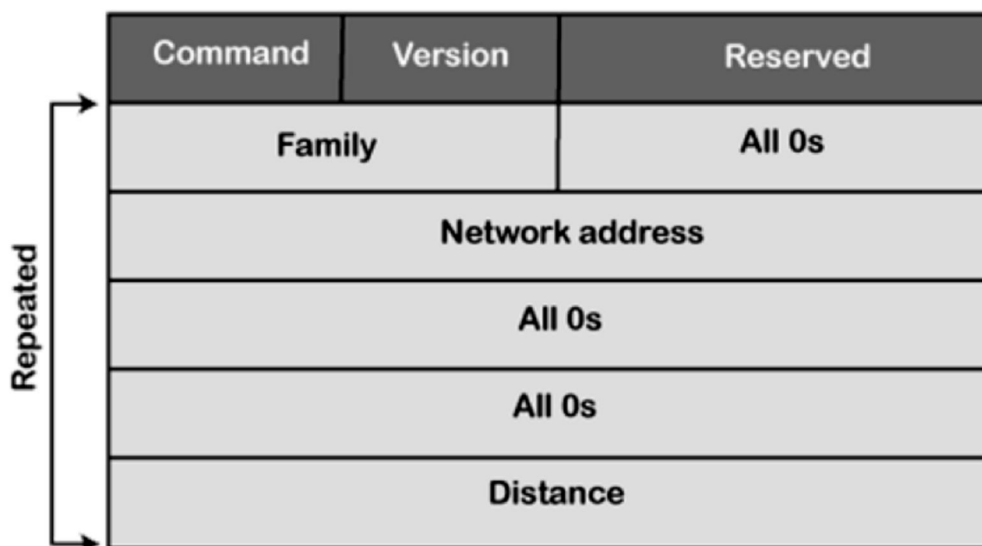 Command Version Reserved
Family All 0s
Network address
All 0s
All 0s
Distance
Repeated